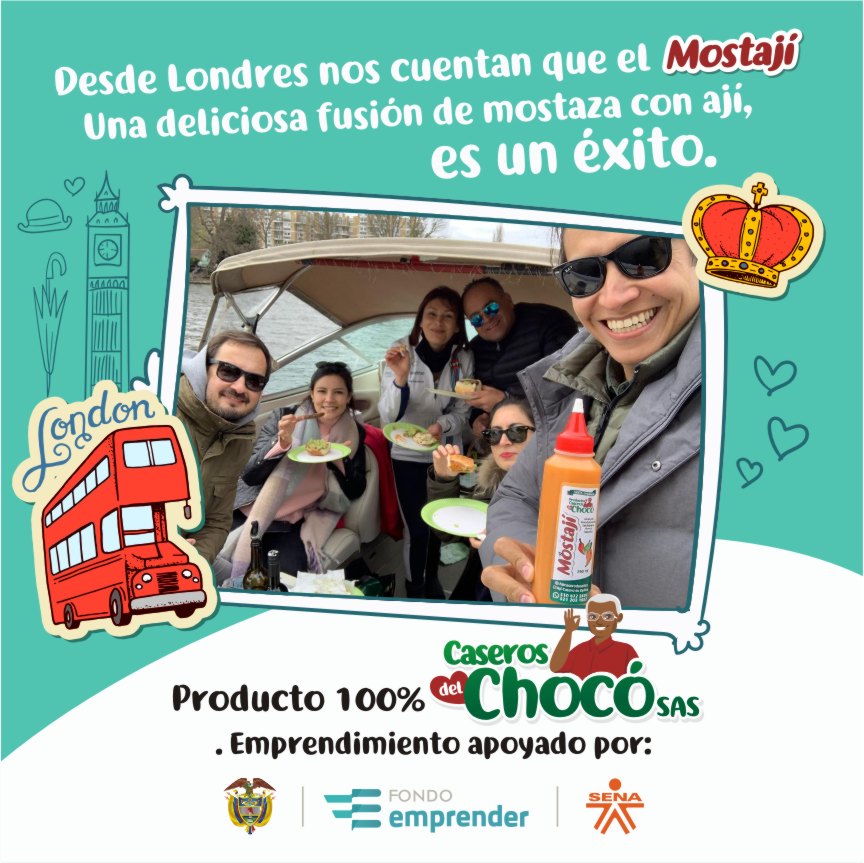 Desde Londres nos cuentan que el Mostají
Una deliciosa fusión de mostaza con ají,
es un éxito.
London
Chocó
Mostají
Caseros
Producto 100% del Chocó SAS
. Emprendimiento apoyado por:
FONDO
emprender
SENA